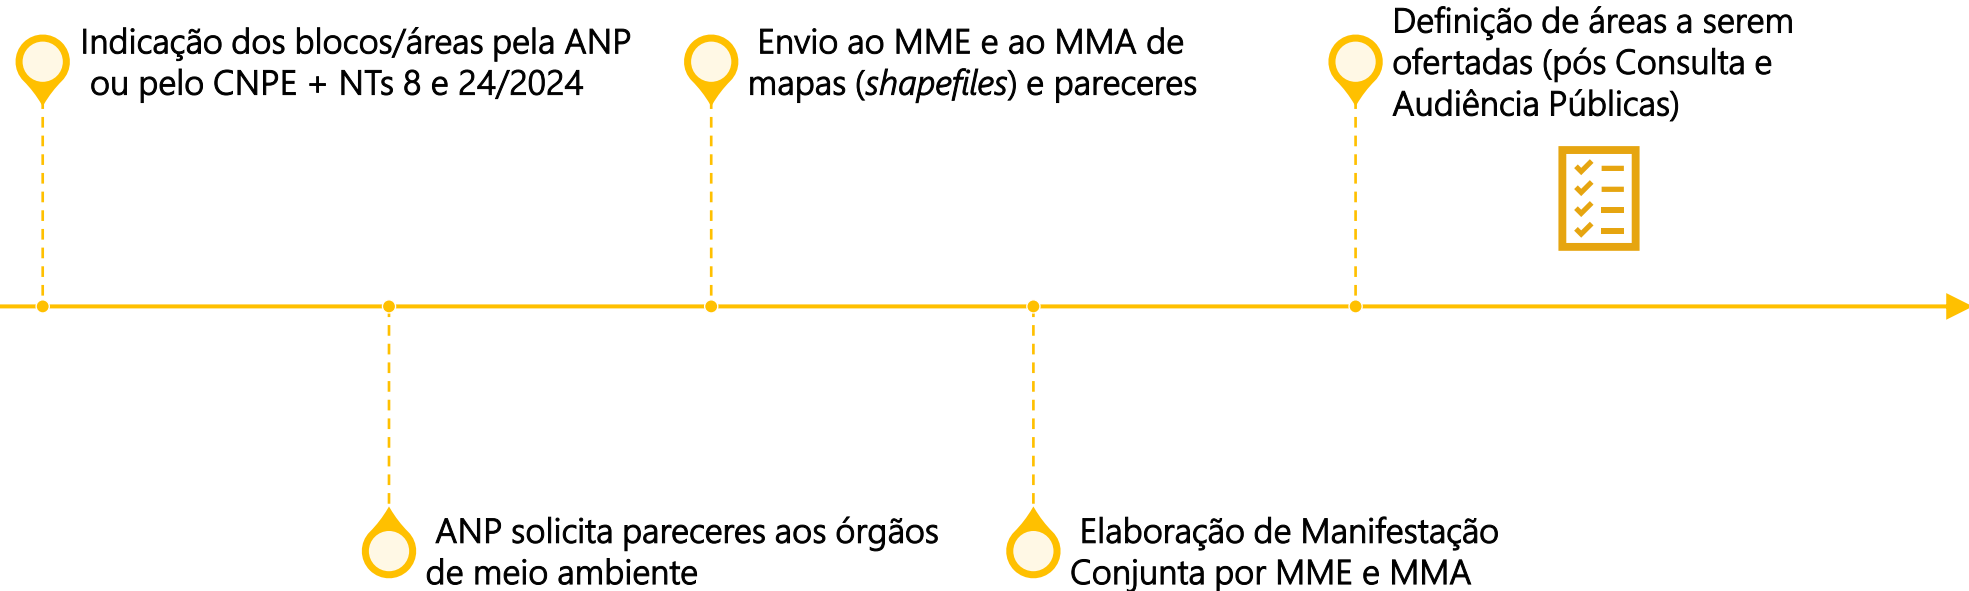 Indicação dos blocos/áreas pela ANP
ou pelo CNPE + NTs 8 e 24/2024
ANP solicita pareceres aos órgãos
de meio ambiente
Envio ao MME e ao MMA de
mapas (shapefiles) e pareceres
Elaboração de Manifestação
Conjunta por MME e MMA
Definição de áreas a serem
ofertadas (pós Consulta e
Audiência Públicas)